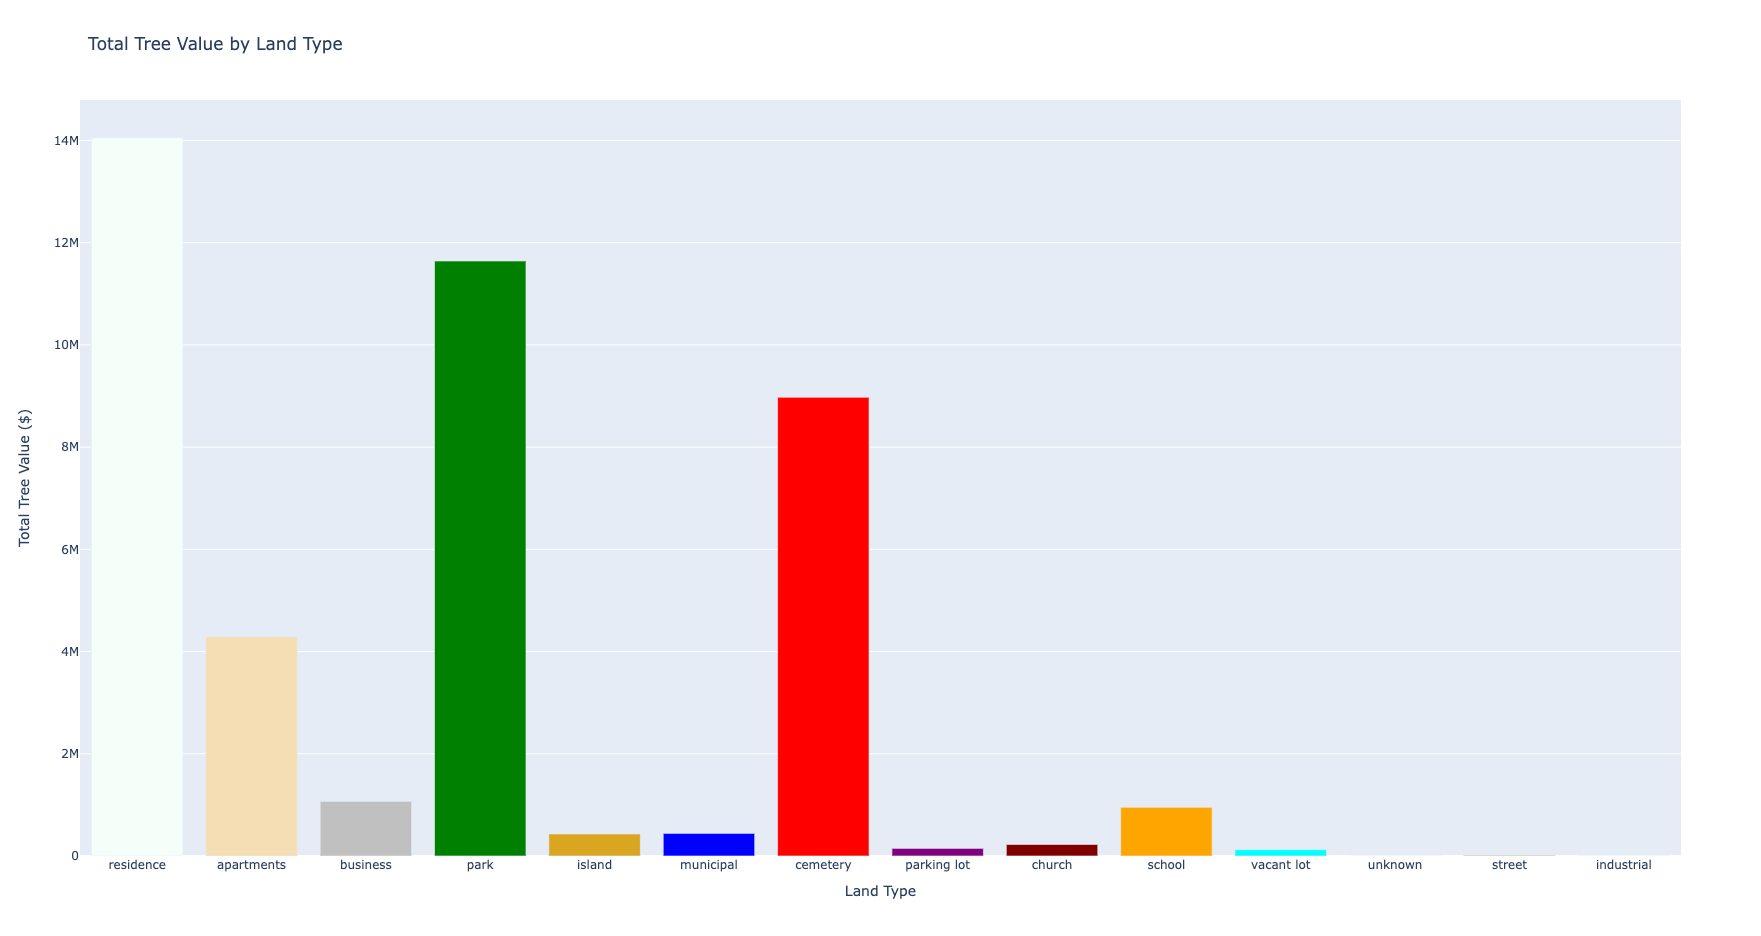 Total Tree Value by Land Type
14M
12M
10M
8M
6M
4M
2M
0
Total Tree Value ($)
residence apartments business park island municipal cemetery parking lot church school vacant lot unknown street industrial
Land Type